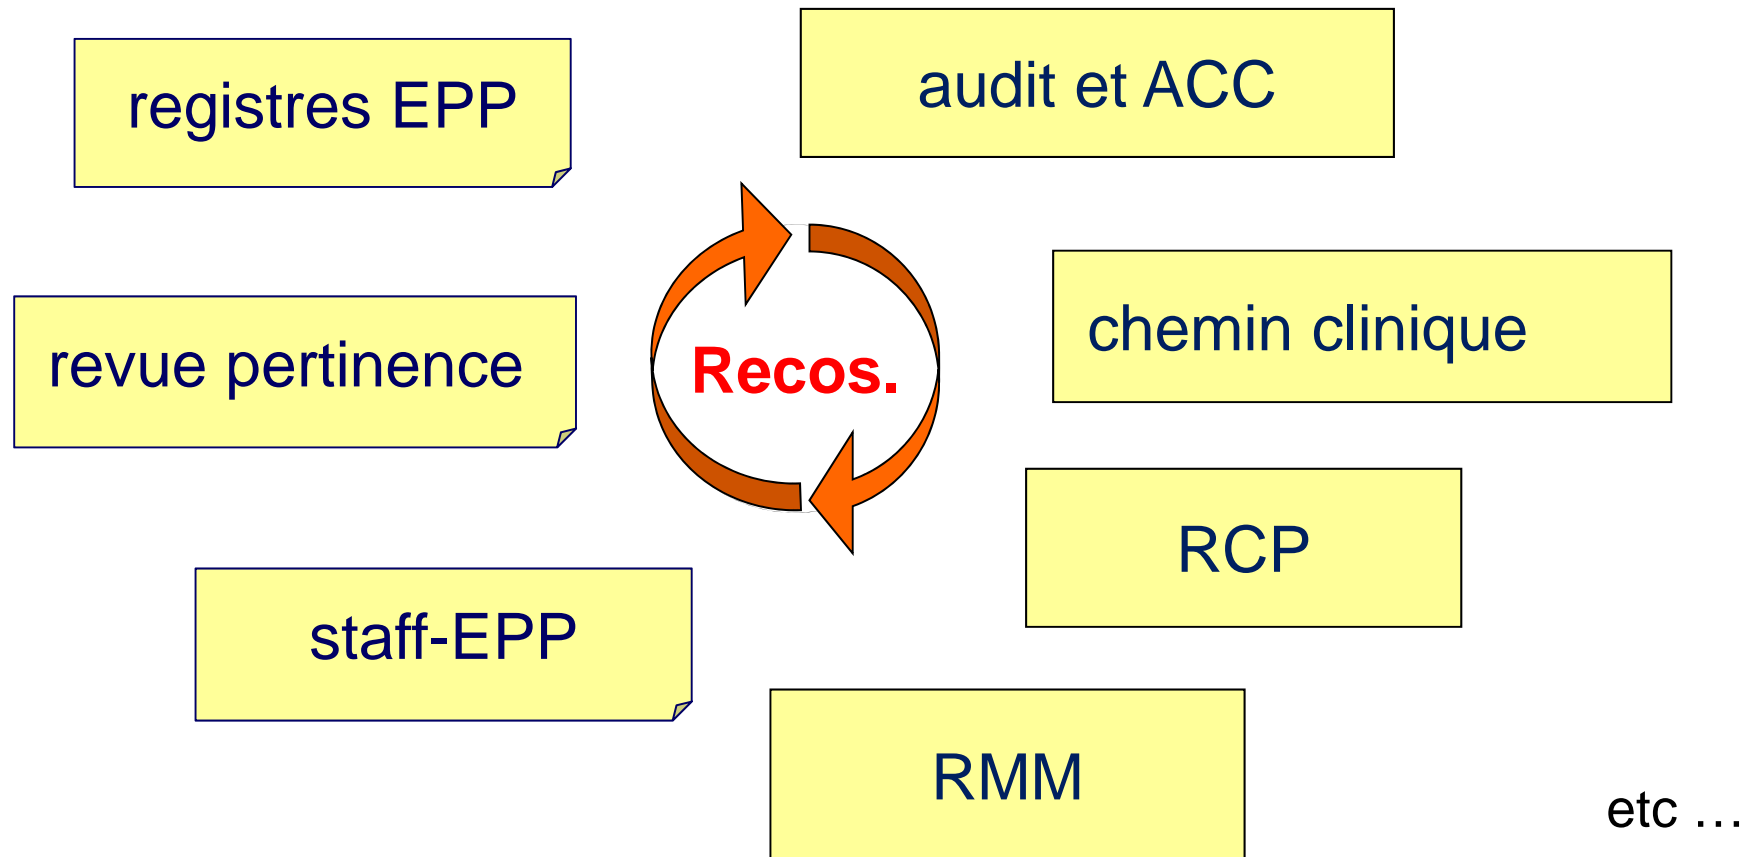 registres EPP
audit et ACC
revue pertinence
Recos.
chemin clinique
RCP
staff-EPP
RMM
etc …